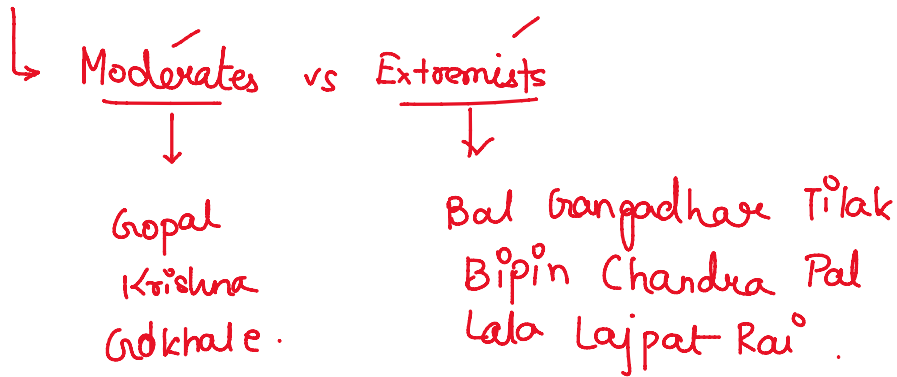 Moderates vs Extremists
Gopal
Krishna
Gokhale.
Bal Gangadhar Tilak
Bipin Chandra Pal
Lala Lajpat Rai.